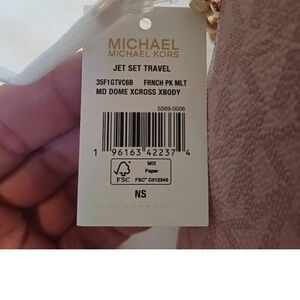 MICHAEL
MICHAEL KORS
JET SET TRAVEL
35F1GTVC6B FRNCH PK MLT
MD DOME XCROSS XBODY
S569-0006
1 96163 42237 4
FSC
MIX
Paper
FSC® C012345
NS